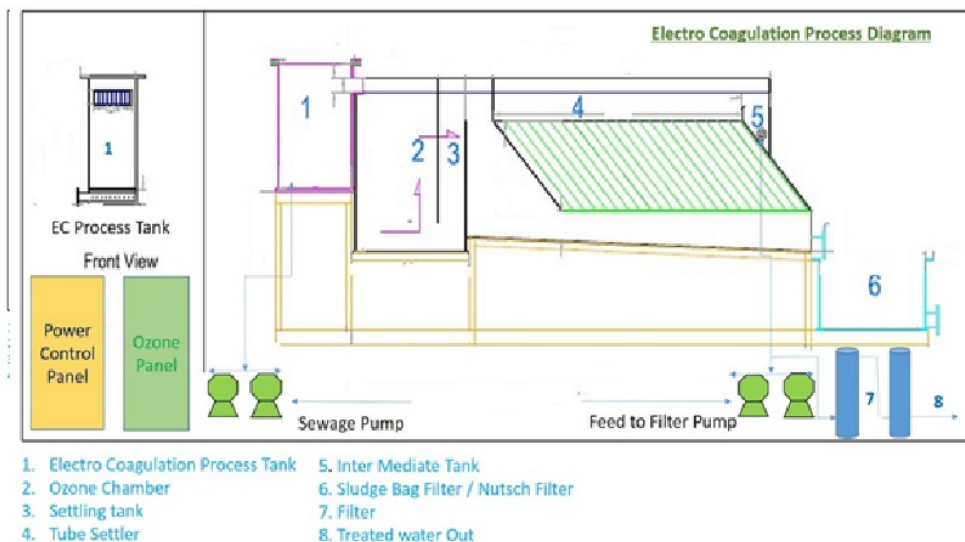 Electro Coagulation Process Diagram
1
EC Process Tank
Front View
Power
Control
Panel
Ozone
Panel
1
2
3
4
5
6
Sewage Pump
Feed to Filter Pump
7
8
1. Electro Coagulation Process Tank
2. Ozone Chamber
3. Settling tank
4. Tube Settler
5. Inter Mediate Tank
6. Sludge Bag Filter / Nutsch Filter
7. Filter
8. Treated water Out